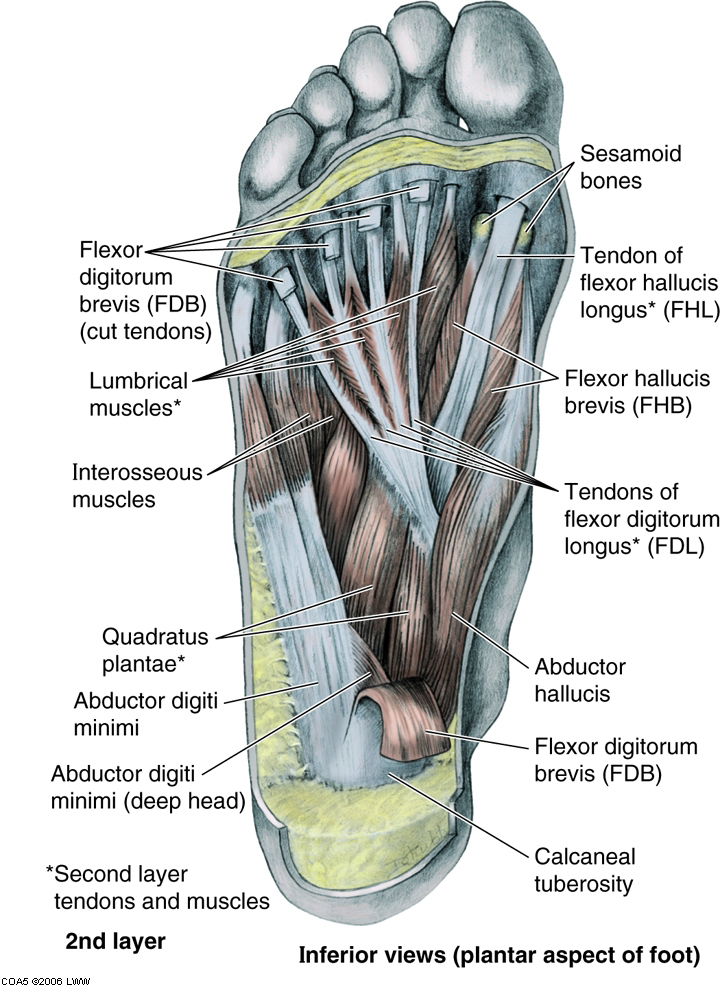 Sesamoid
bones
Flexor
digitorum
brevis (FDB)
(cut tendons)
Tendon of
flexor hallucis
longus* (FHL)
Lumbrical
muscles*
Flexor hallucis
brevis (FHB)
Interosseous
muscles
Tendons of
flexor digitorum
longus* (FDL)
Quadratus
plantae*
Abductor
hallucis
Abductor digiti
minimi
Flexor digitorum
brevis (FDB)
Abductor digiti
minimi (deep head)
Calcaneal
tuberosity
*Second layer
tendons and muscles
2nd layer
Inferior views (plantar aspect of foot)
COA5 ©2006 LWW